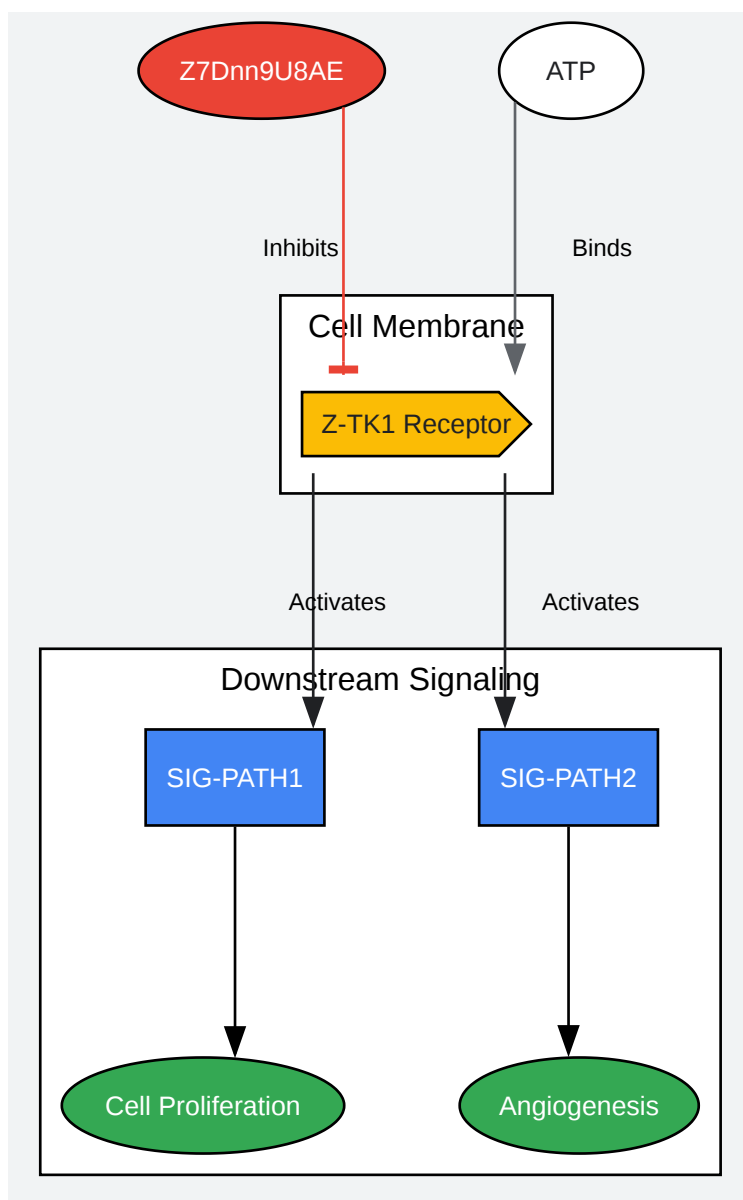 Z7Dnn9U8AE
ATP
Inhibits
Binds
Cell Membrane
Z-TK1 Receptor
Activates
Activates
Downstream Signaling
SIG-PATH1
SIG-PATH2
Cell Proliferation
Angiogenesis